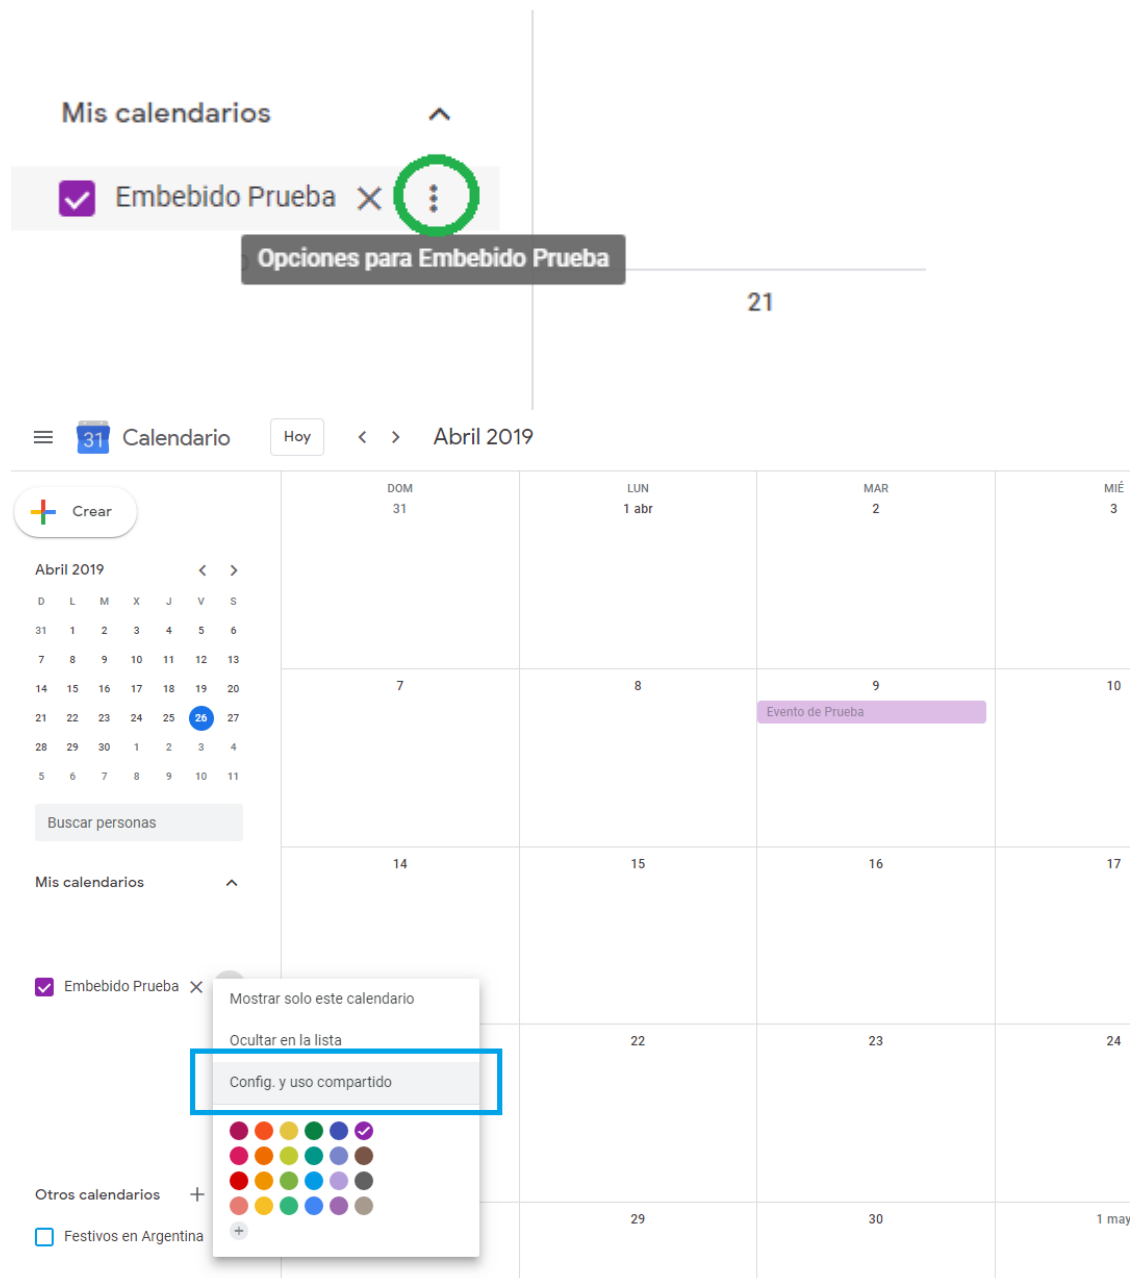 Mis calendarios
Embebido Prueba
Opciones para Embebido Prueba
21
31 Calendario Hoy Abril 2019
Crear
Abril 2019
D L M X J V S
31 1 2 3 4 5 6
7 8 9 10 11 12 13
14 15 16 17 18 19 20
21 22 23 24 25 26 27
28 29 30 1 2 3 4
5 6 7 8 9 10 11
Buscar personas
Mis calendarios
Embebido Prueba
Mostrar solo este calendario
Ocultar en la lista
Config. y uso compartido
Otros calendarios
Festivos en Argentina
DOM LUN MAR MIÉ
31 1 abr 2 3
7 8 9 10
Evento de Prueba
14 15 16 17
22 23 24
29 30 1 may